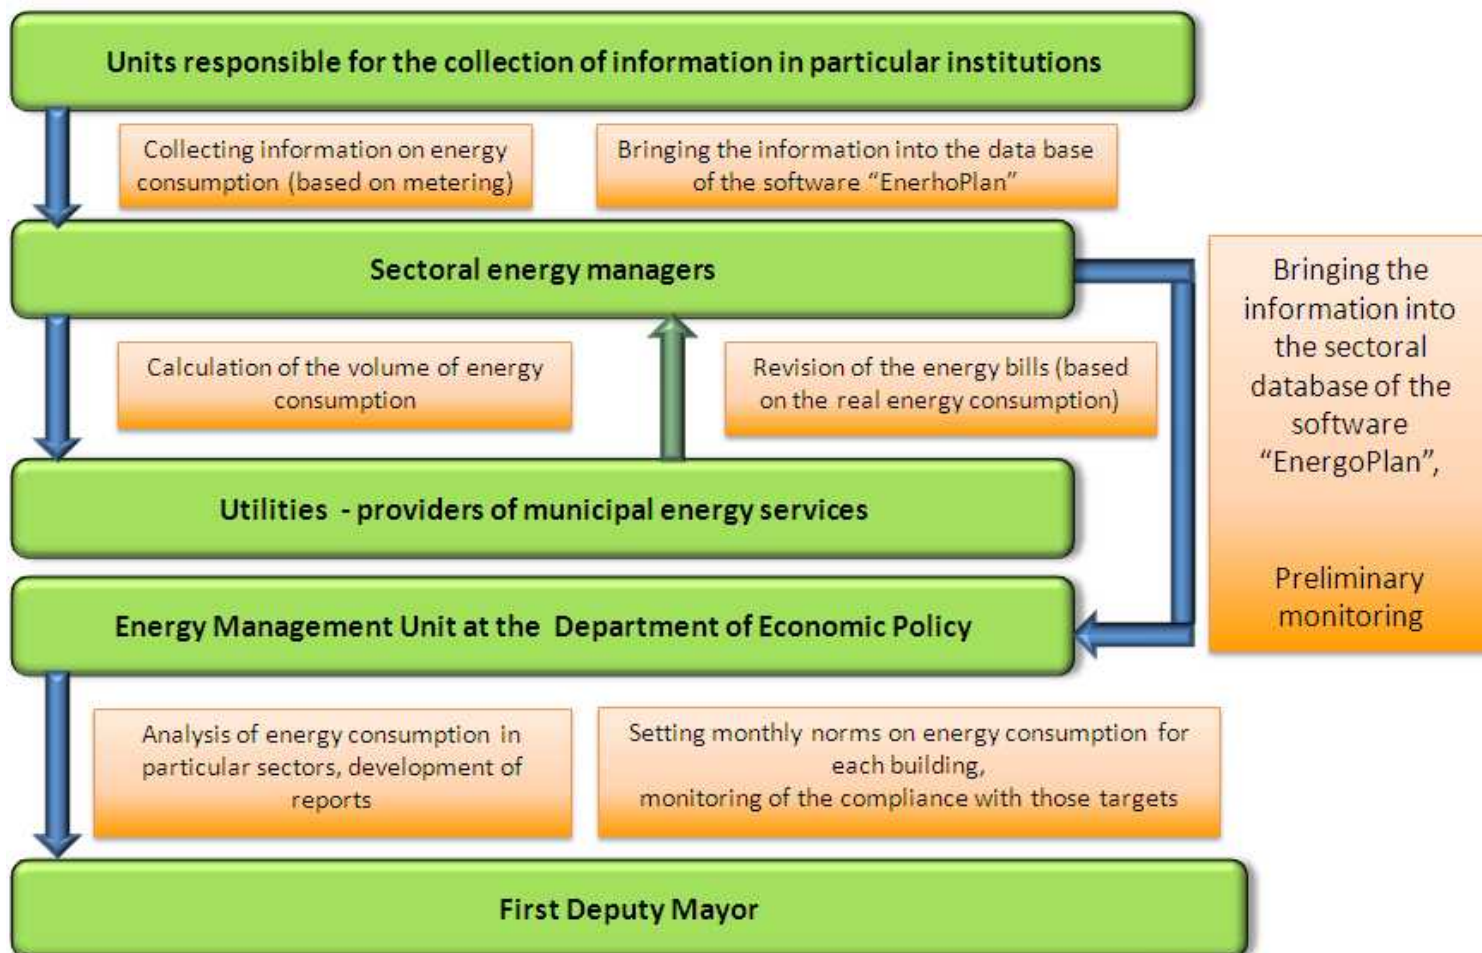 Units responsible for the collection of information in particular institutions
Collecting information on energy
consumption (based on metering)
Bringing the information into the data base
of the software “EnerhoPlan”
Sectoral energy managers
Bringing the
information into
the sectoral
database of the
software
“EnergoPlan”,
Preliminary
monitoring
Calculation of the volume of energy
consumption
Revision of the energy bills (based
on the real energy consumption)
Utilities - providers of municipal energy services
Energy Management Unit at the Department of Economic Policy
Analysis of energy consumption in
particular sectors, development of
reports
Setting monthly norms on energy consumption for
each building,
monitoring of the compliance with those targets
First Deputy Mayor